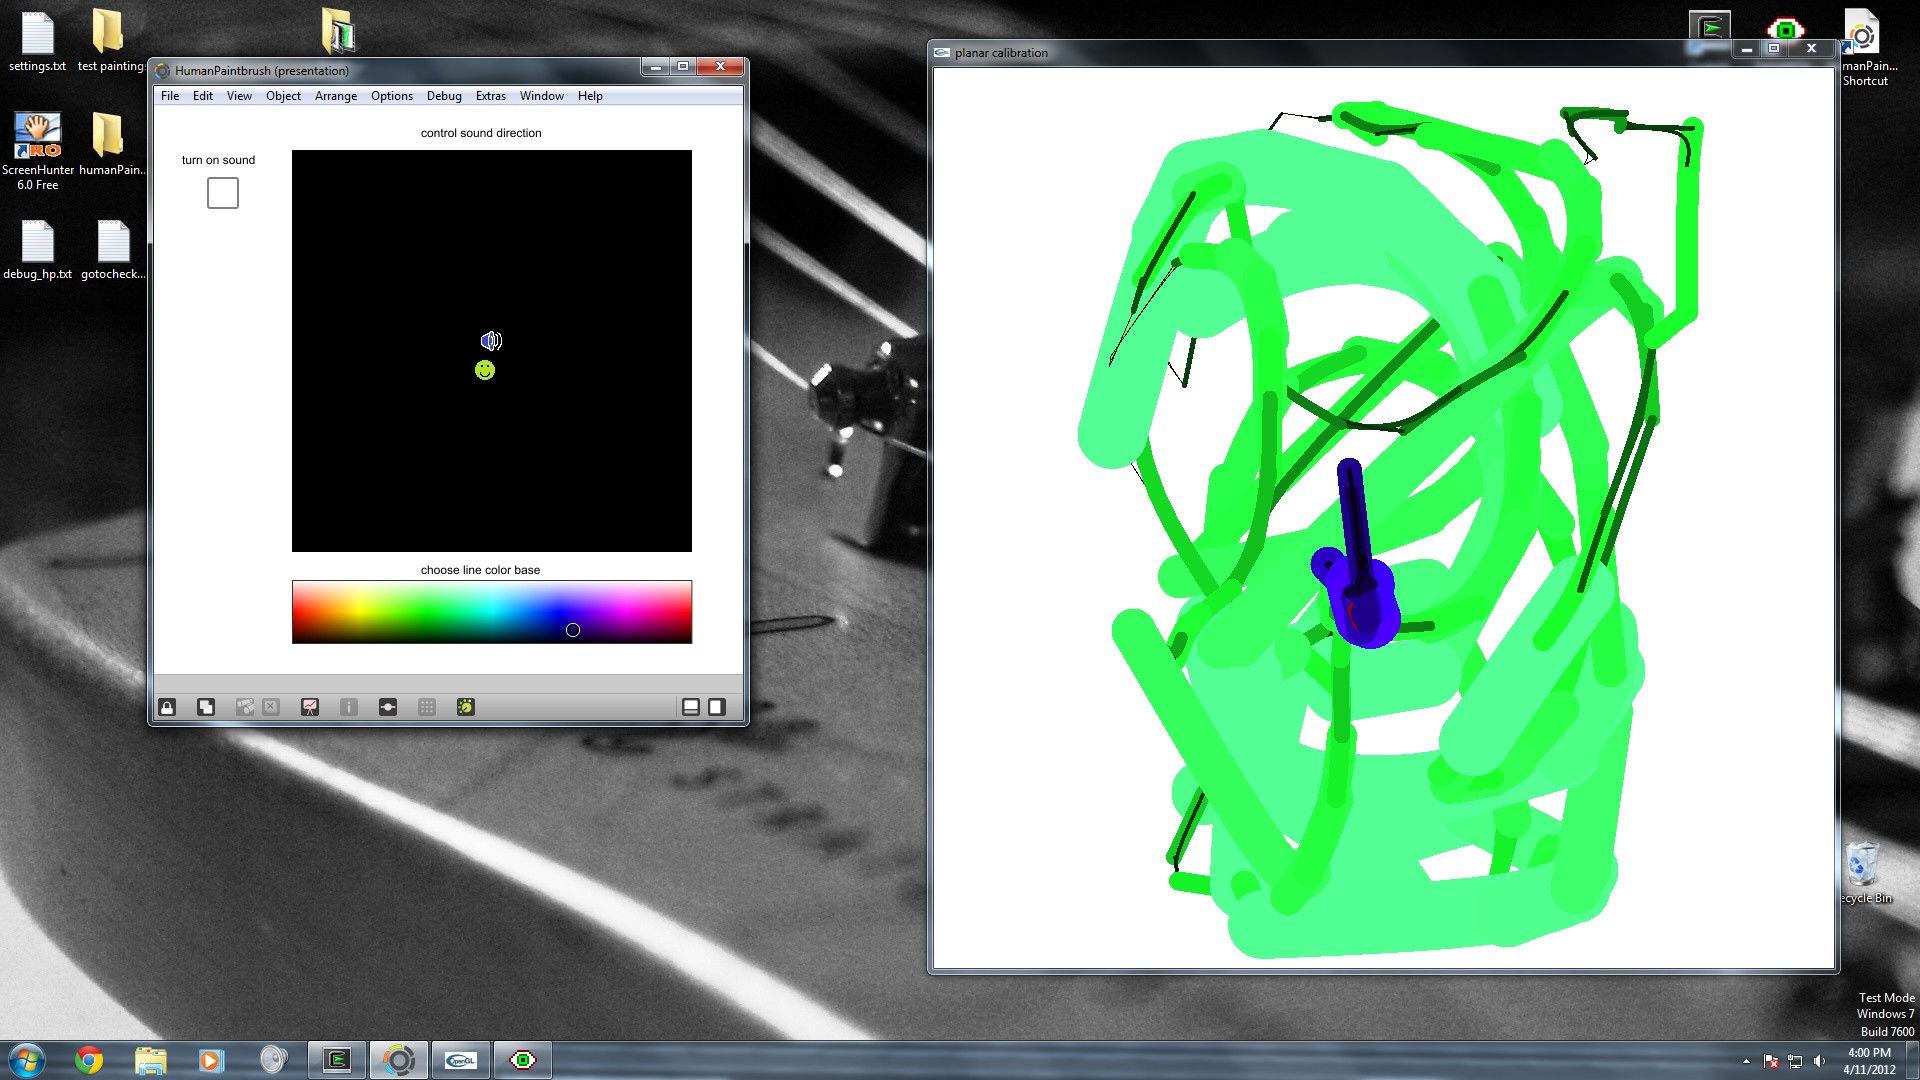 settings.txt
test painting
ScreenHunter
6.0 Free
RO
humanPain...
debug_hp.txt
gotocheck...
HumanPaintbrush (presentation)
File Edit View Object Arrange Options Debug Extras Window Help
control sound direction
turn on sound
choose line color base
planar calibration
manPain...
Shortcut
ecycle Bin
Test Mode
Windows 7
Build 7600
OpenGL
4:00 PM
4/11/2012